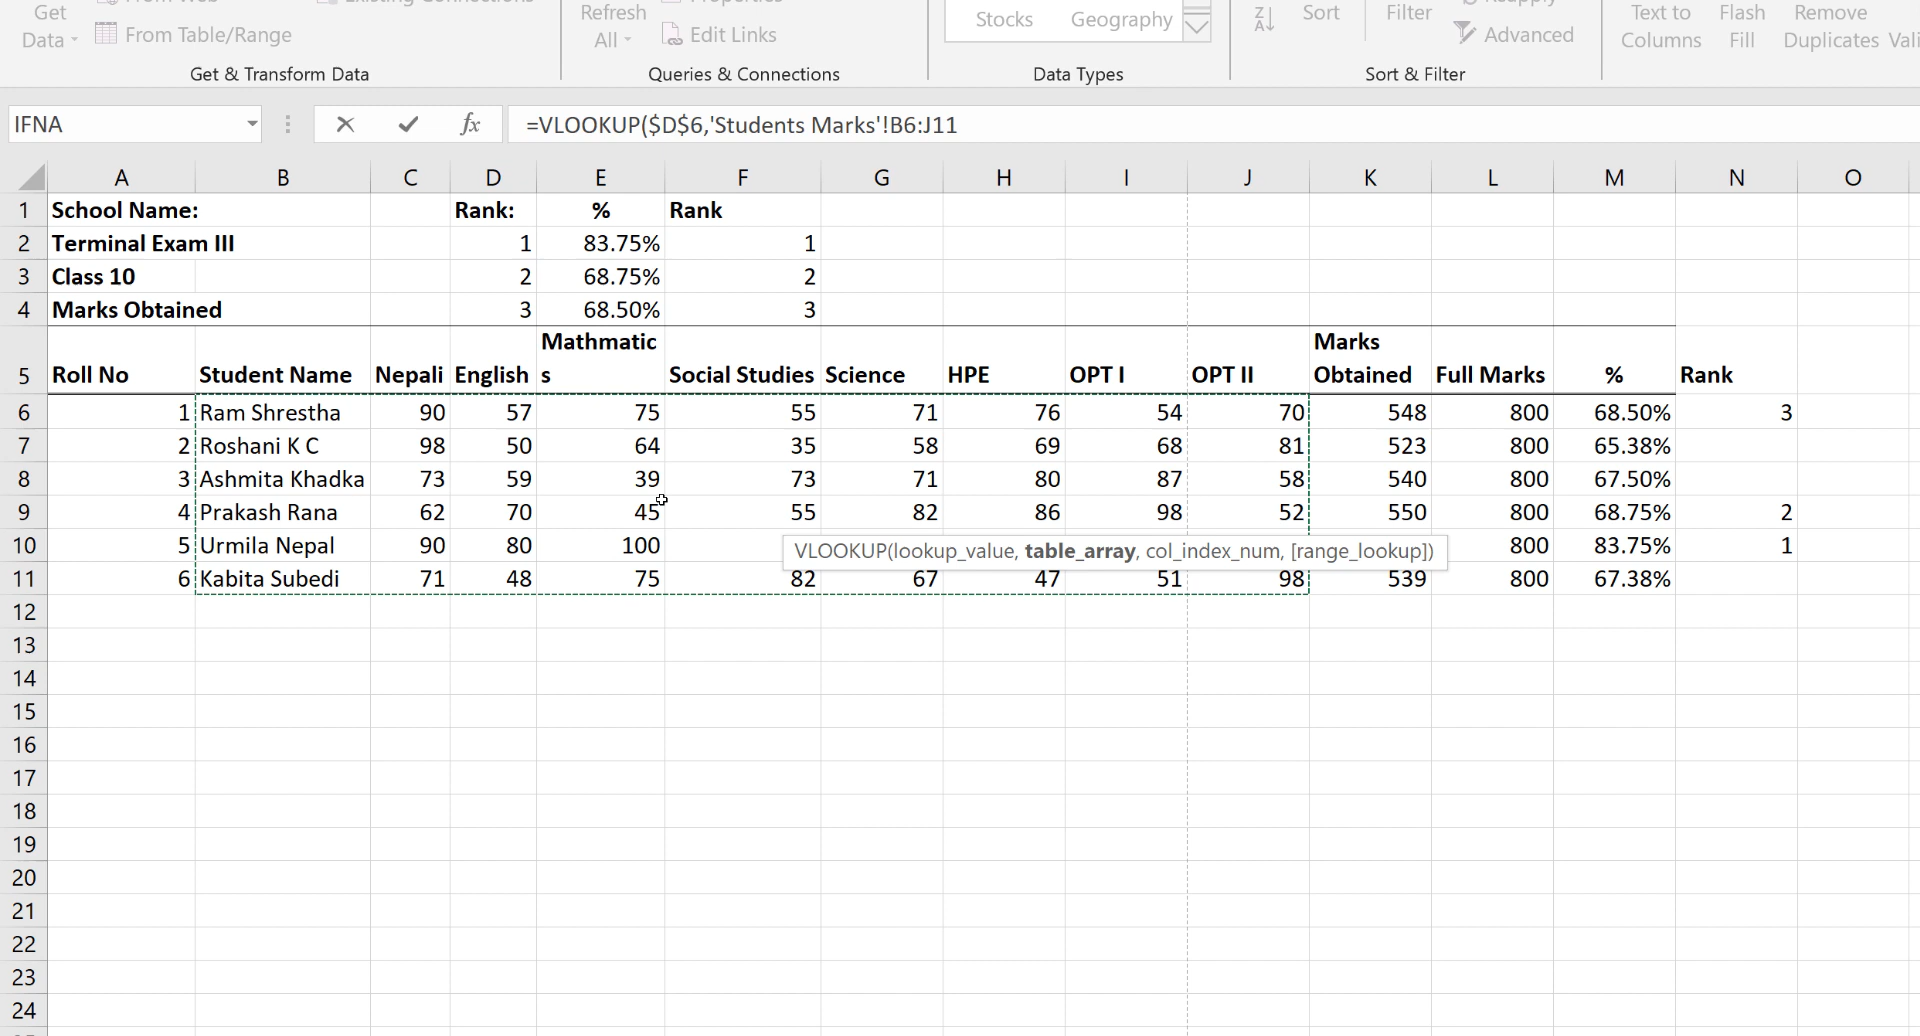 Get
Data
From Table/Range
Refresh
All
Edit Links
Stocks
Geography
Sort
Filter
Advanced
Text to
Columns
Flash
Fill
Remove
Duplicates
Get & Transform Data
Queries & Connections
Data Types
Sort & Filter
IFNA fx =VLOOKUP($D$6,'Students Marks'!B6:J11
A B C D E F G H I J K L M N O
1 School Name: Rank: % Rank
2 Terminal Exam III 1 83.75% 1
3 Class 10 2 68.75% 2
4 Marks Obtained 3 68.50% 3
Mathmatic Marks
5 Roll No Student Name Nepali English s Social Studies Science HPE OPT I OPT II Obtained Full Marks % Rank
6 1 Ram Shrestha 90 57 75 55 71 76 54 70 548 800 68.50% 3
7 2 Roshani K C 98 50 64 35 58 69 68 81 523 800 65.38%
8 3 Ashmita Khadka 73 59 39 73 71 80 87 58 540 800 67.50%
9 4 Prakash Rana 62 70 45 55 82 86 98 52 550 800 68.75% 2
10 5 Urmila Nepal 90 80 100 VLOOKUP(lookup_value, table_array, col_index_num, [range_lookup]) 800 83.75% 1
11 6 Kabita Subedi 71 48 75 82 67 47 51 98 539 800 67.38%
12
13
14
15
16
17
18
19
20
21
22
23
24